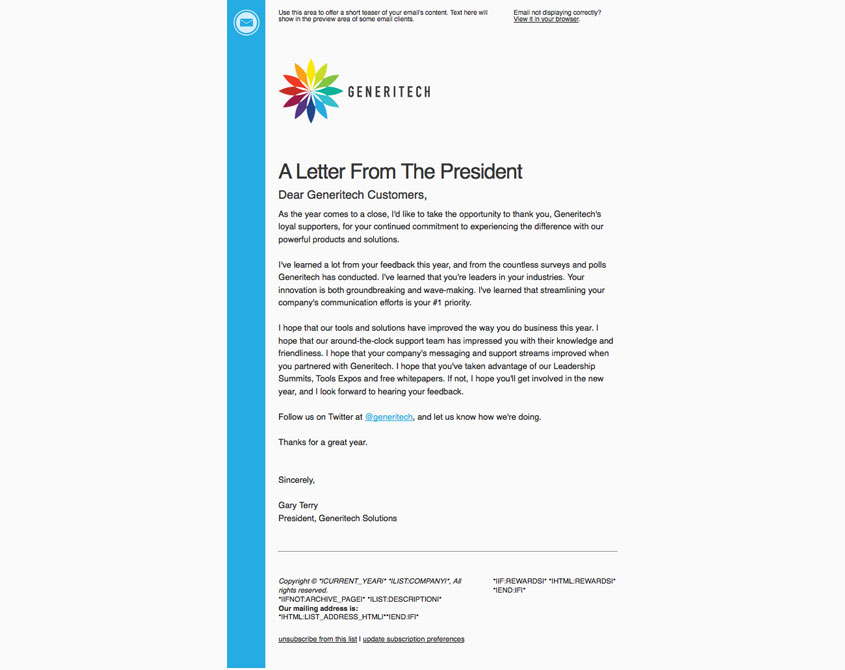 Use this area to offer a short teaser of your email's content. Text here will
show in the preview area of some email clients.
Email not displaying correctly?
View it in your browser.
GENERITECH
A Letter From The President
Dear Generitech Customers,
As the year comes to a close, I'd like to take the opportunity to thank you, Generitech's
loyal supporters, for your continued commitment to experiencing the difference with our
powerful products and solutions.
I've learned a lot from your feedback this year, and from the countless surveys and polls
Generitech has conducted. I've learned that you're leaders in your industries. Your
innovation is both groundbreaking and wave-making. I've learned that streamlining your
company's communication efforts is your #1 priority.
I hope that our tools and solutions have improved the way you do business this year. I
hope that our around-the-clock support team has impressed you with their knowledge and
friendliness. I hope that your company's messaging and support streams improved when
you partnered with Generitech. I hope that you've taken advantage of our Leadership
Summits, Tools Expos and free whitepapers. If not, I hope you'll get involved in the new
year, and I look forward to hearing your feedback.
Follow us on Twitter at @generitech, and let us know how we're doing.
Thanks for a great year.
Sincerely,
Gary Terry
President, Generitech Solutions
Copyright © *|CURRENT_YEAR|* *|LIST:COMPANY|*, All
rights reserved.
*|IFNOT:ARCHIVE_PAGE|* *|LIST:DESCRIPTION|*
Our mailing address is:
*|HTML:LIST_ADDRESS_HTML|**|END:IF|*
*|IF:REWARDS|* *|HTML:REWARDS|*
*|END:IF|*
unsubscribe from this list | update subscription preferences